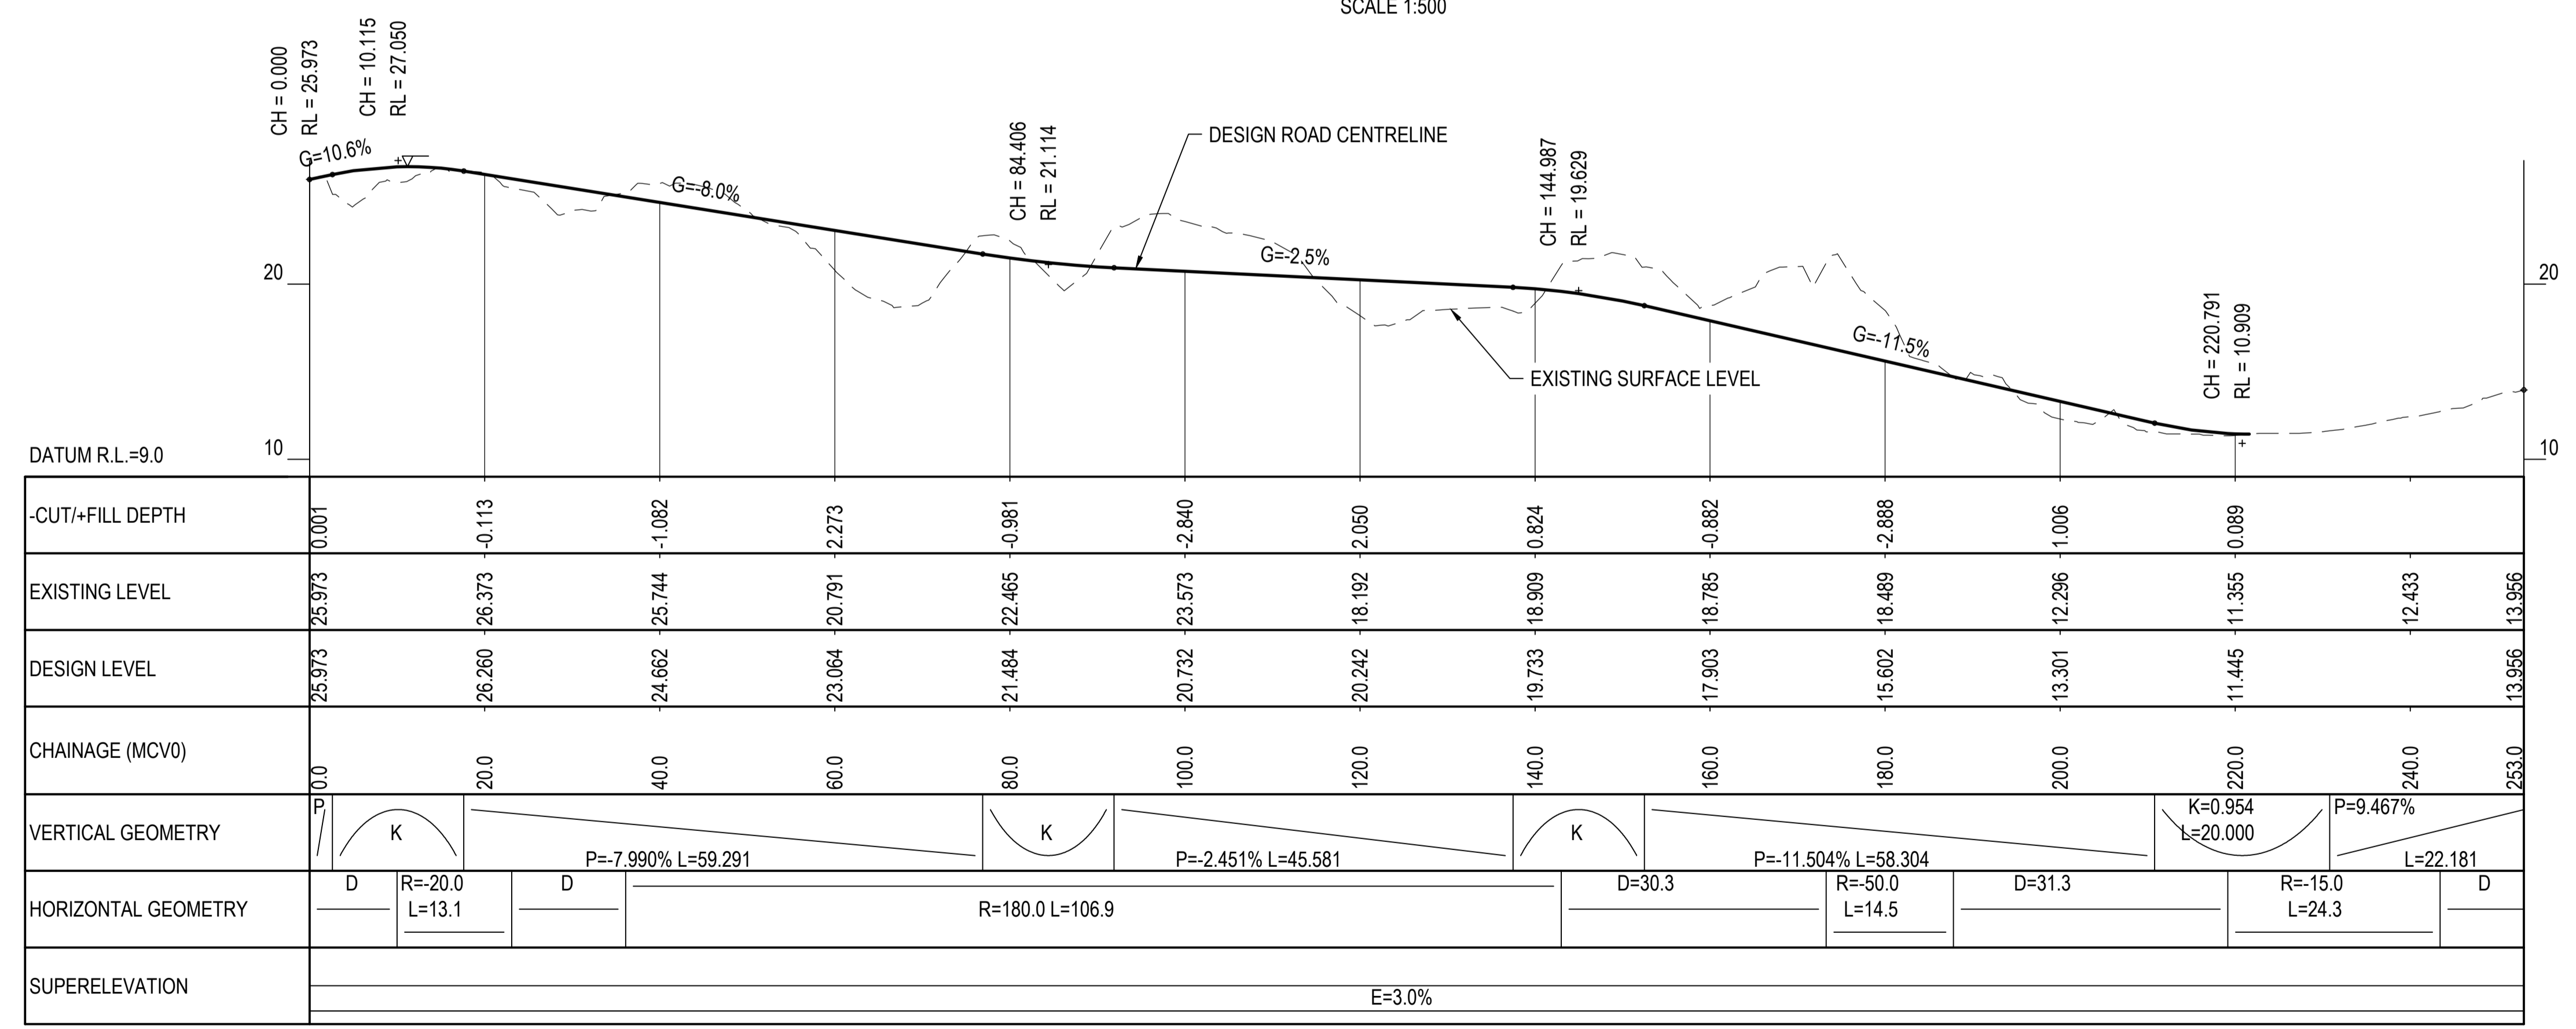 SCALE 1:500
CH = 0.000
RL = 25.973
CH = 10.115
RL = 27.050
CH = 84.406
RL = 21.114
CH = 144.987
RL = 19.629
CH = 220.791
RL = 10.909
G=10.6%
G=-8.0%
G=-2.5%
G=-11.5%
DESIGN ROAD CENTRELINE
EXISTING SURFACE LEVEL
20
20
10
10
DATUM R.L.=9.0
-CUT/+FILL DEPTH 0.001 -0.113 -1.082 2.273 -0.981 -2.840 2.050 0.824 -0.882 -2.888 1.006 0.089
EXISTING LEVEL 25.973 26.373 25.744 20.791 22.465 23.573 18.192 18.909 18.785 18.489 12.296 11.355 12.433 13.956
DESIGN LEVEL 25.973 26.260 24.662 23.064 21.484 20.732 20.242 19.733 17.903 15.602 13.301 11.445 13.956
CHAINAGE (MCV0) 0.0 20.0 40.0 60.0 80.0 100.0 120.0 140.0 160.0 180.0 200.0 220.0 240.0 253.0
VERTICAL GEOMETRY
P
K
P=-7.990% L=59.291
K
P=-2.451% L=45.581
K
P=-11.504% L=58.304
K=0.954
L=20.000
P=9.467%
L=22.181
HORIZONTAL GEOMETRY
D
R=-20.0
L=13.1
D
R=180.0 L=106.9
D=30.3
R=-50.0
L=14.5
D=31.3
R=-15.0
L=24.3
D
SUPERELEVATION
E=3.0%